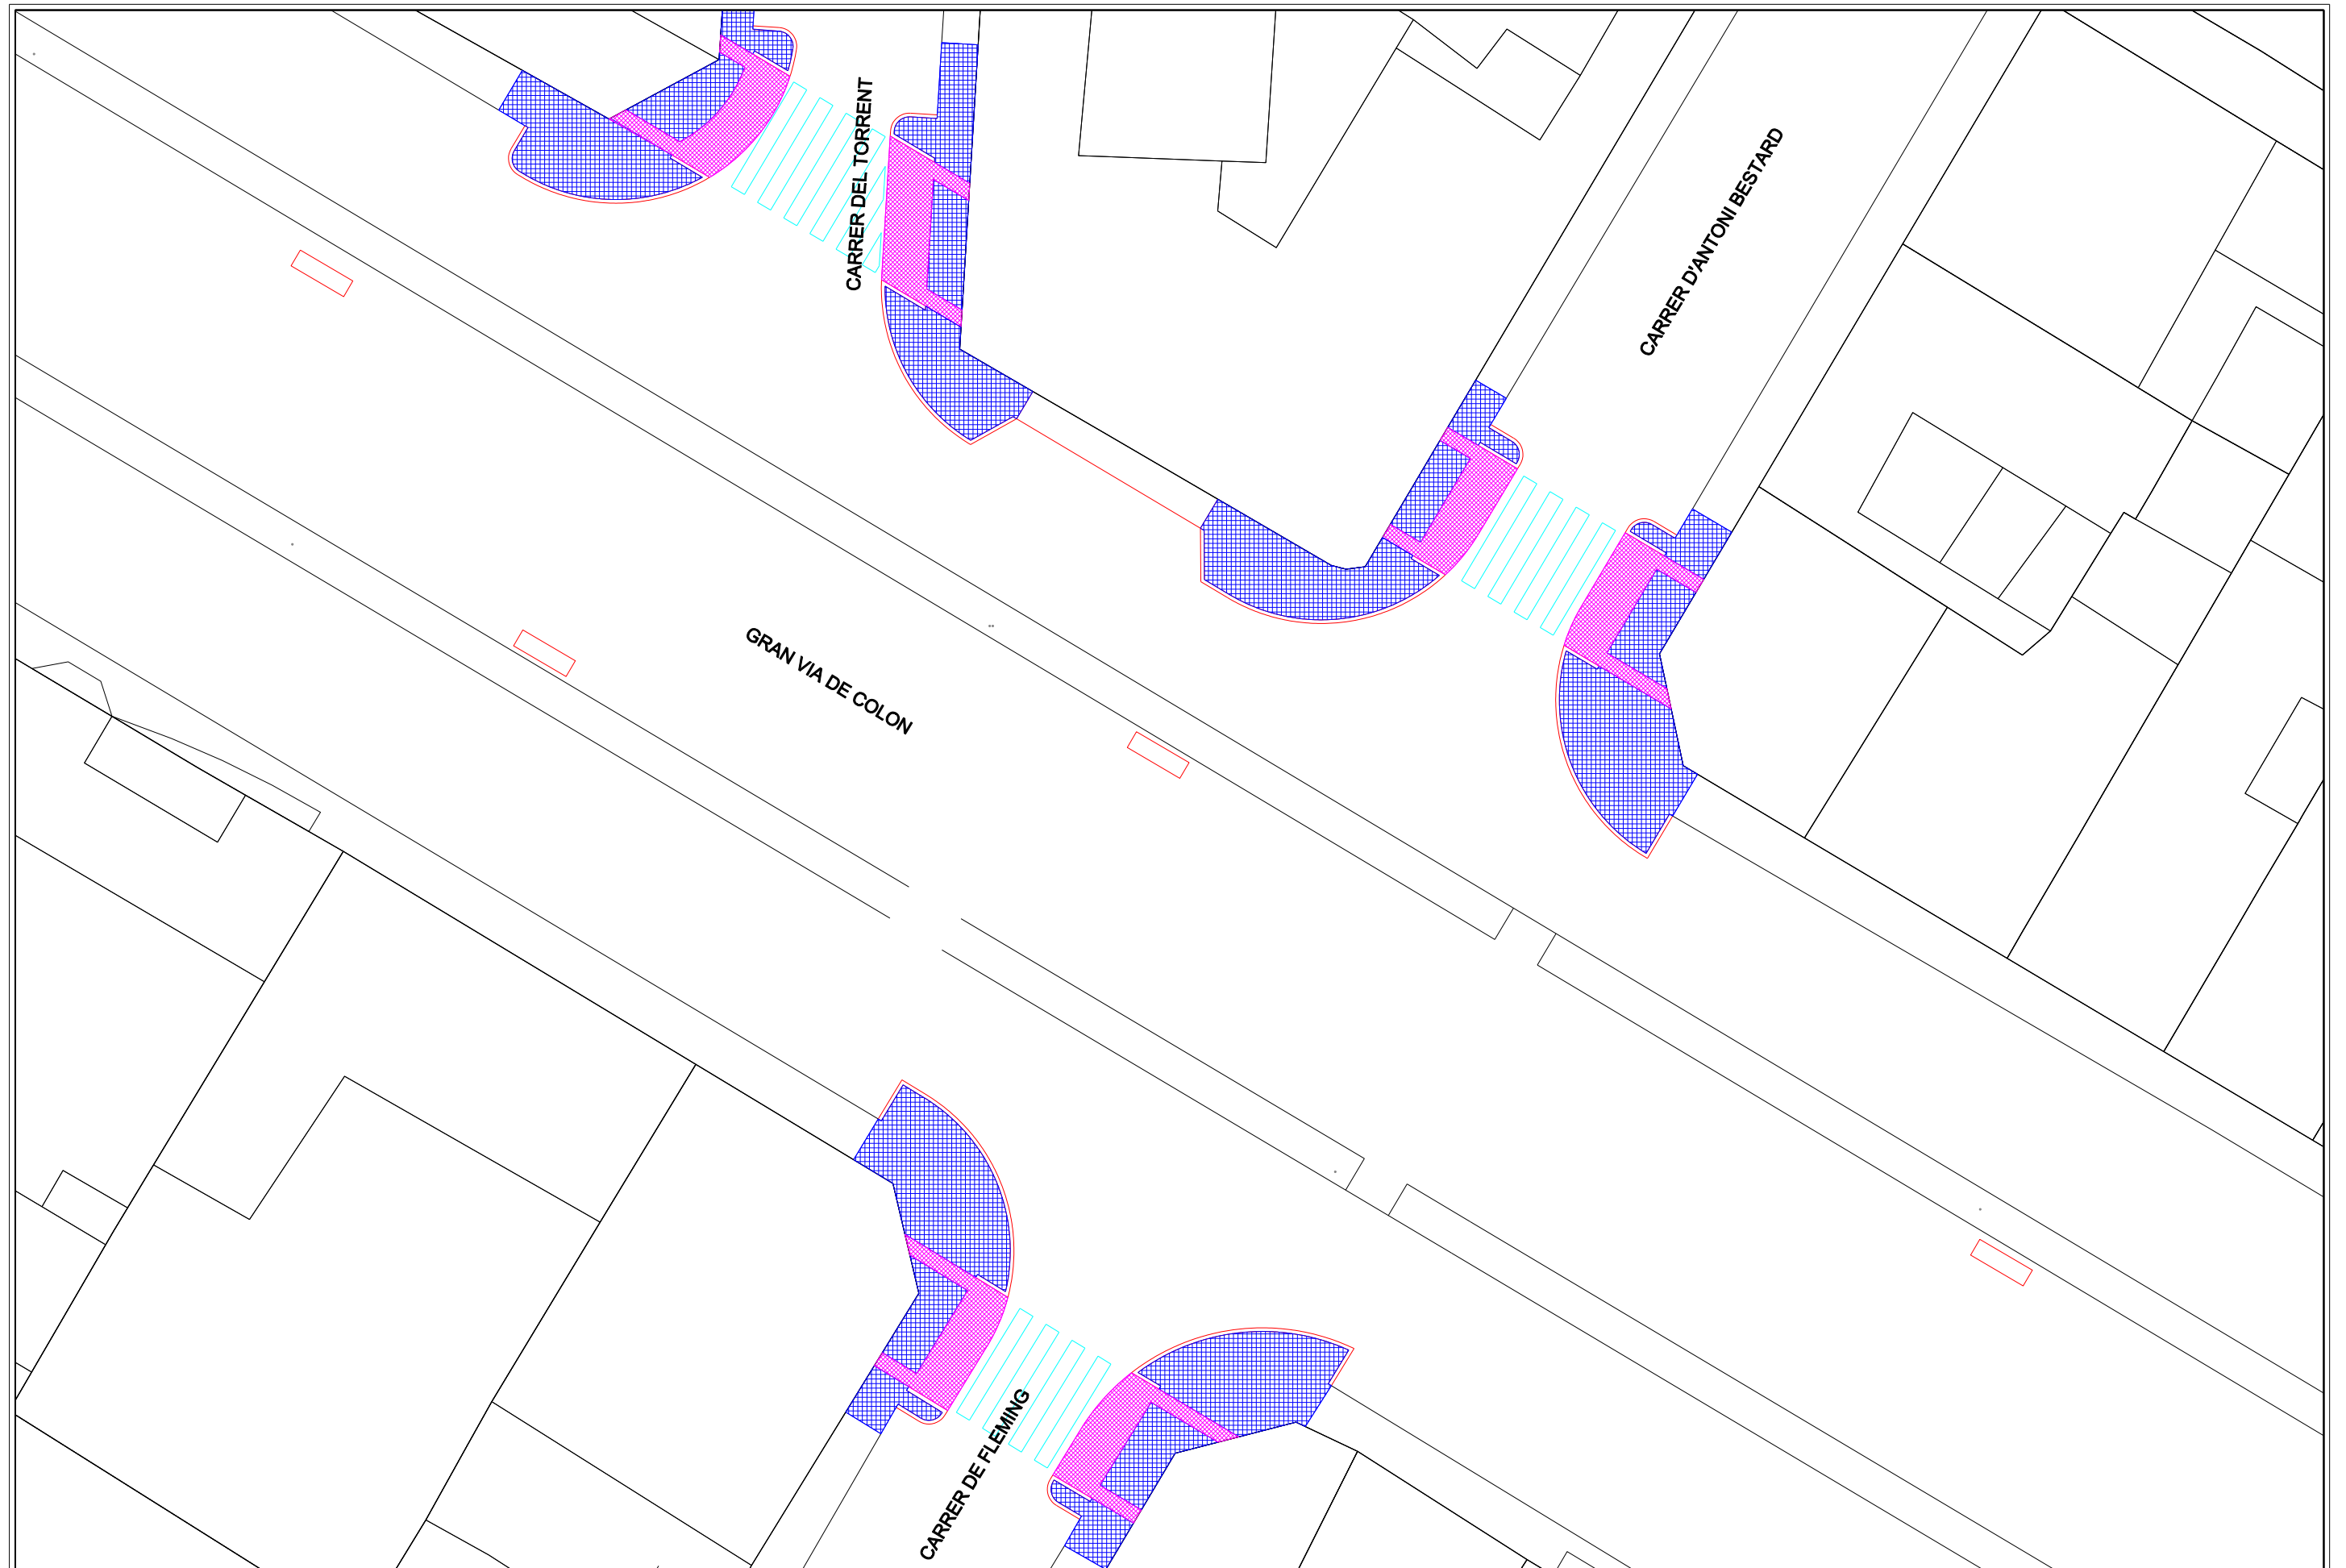 CARRER DEL TORRENT
CARRER D'ANTONI BESTARD
GRAN VIA DE COLON
CARRER DE FLEMING